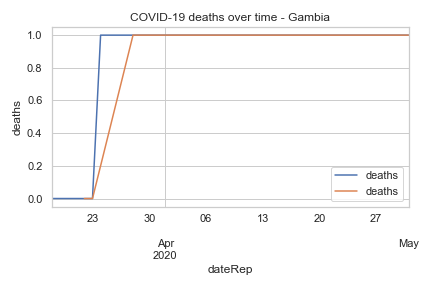 COVID-19 deaths over time - Gambia
deaths
1.0
0.8
0.6
0.4
0.2
0.0
deaths
deaths
23 30 06 13 20 27
Apr May
2020
dateRep